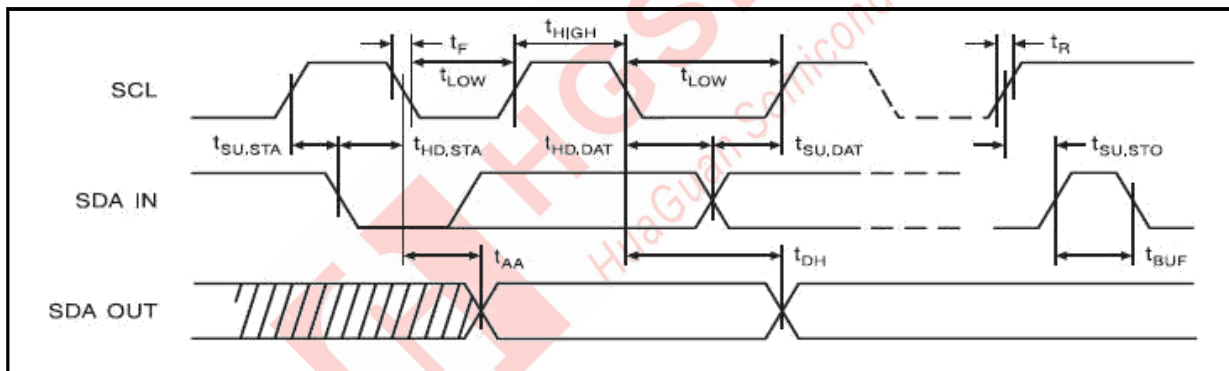 tHIGH
tF
tR
tLOW
tLOW
SCL
tSU,STA
tHD,STA
tHD,DAT
tSU,DAT
tSU,STO
SDA IN
tAA
tDH
tBUF
SDA OUT
HGS
HuaGuan Semicond